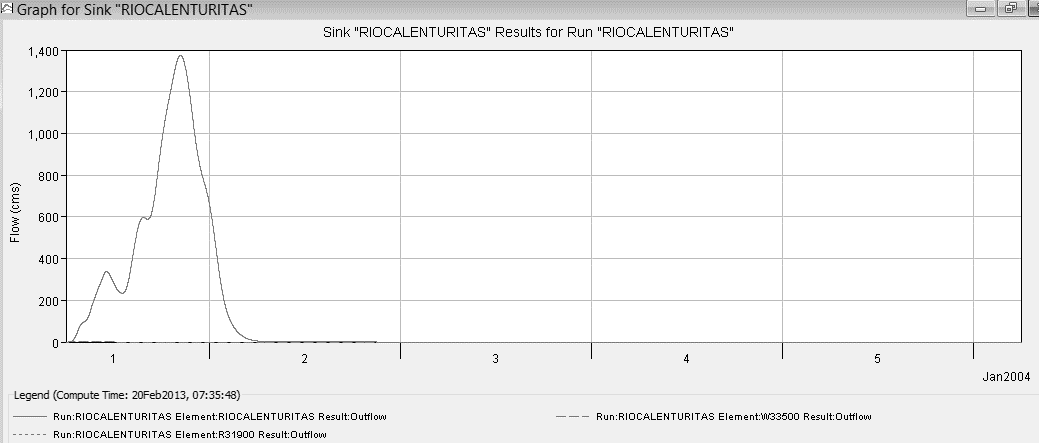 Graph for Sink "RIOCALENTURITAS"
Sink "RIOCALENTURITAS" Results for Run "RIOCALENTURITAS"
1,400
1,200
1,000
800
600
400
200
0
Flow (cms)
1 2 3 4 5
Jan2004
Legend (Compute Time: 20Feb2013, 07:35:48)
Run:RIOCALENTURITAS Element:RIOCALENTURITAS Result:Outflow
Run:RIOCALENTURITAS Element:W33500 Result:Outflow
Run:RIOCALENTURITAS Element:R31900 Result:Outflow